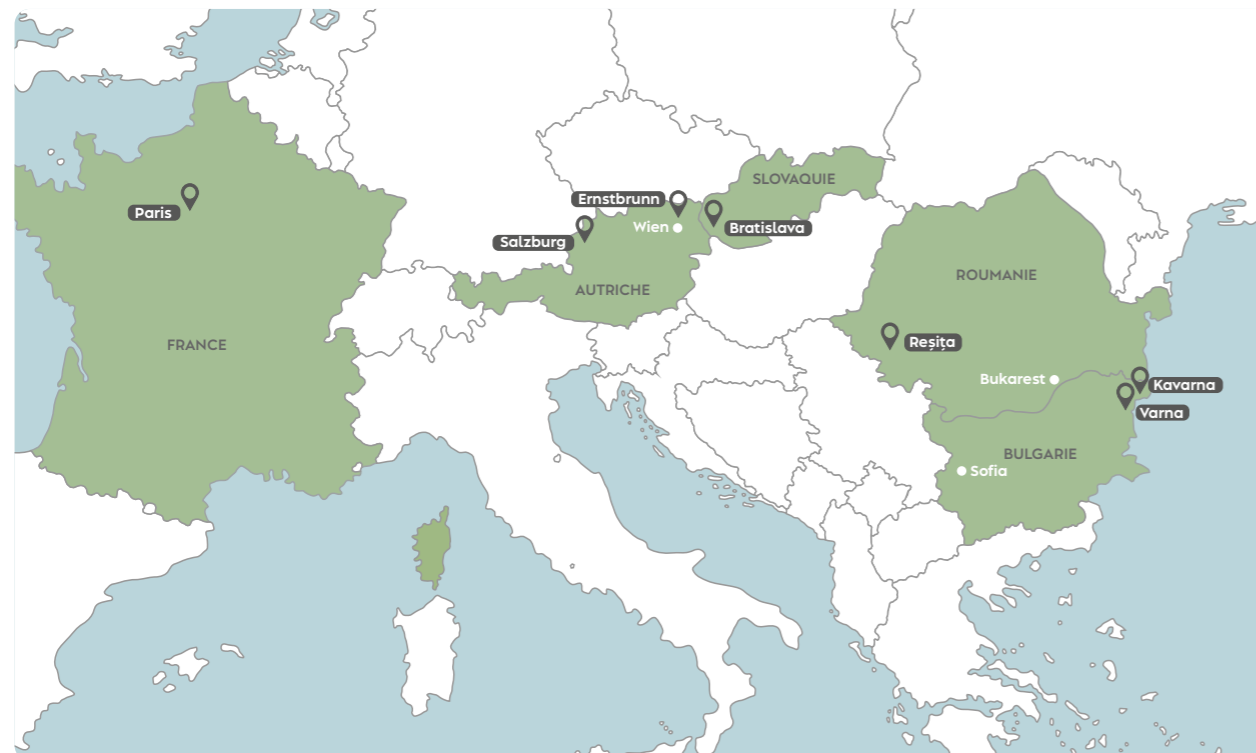 SLOVAQUIE
Ernstbrunn
Paris
Wien
Bratislava
Salzburg
ROUMANIE
AUTRICHE
FRANCE
Reșița
Bukarest
Kavarna
Varna
BULGARIE
Sofia